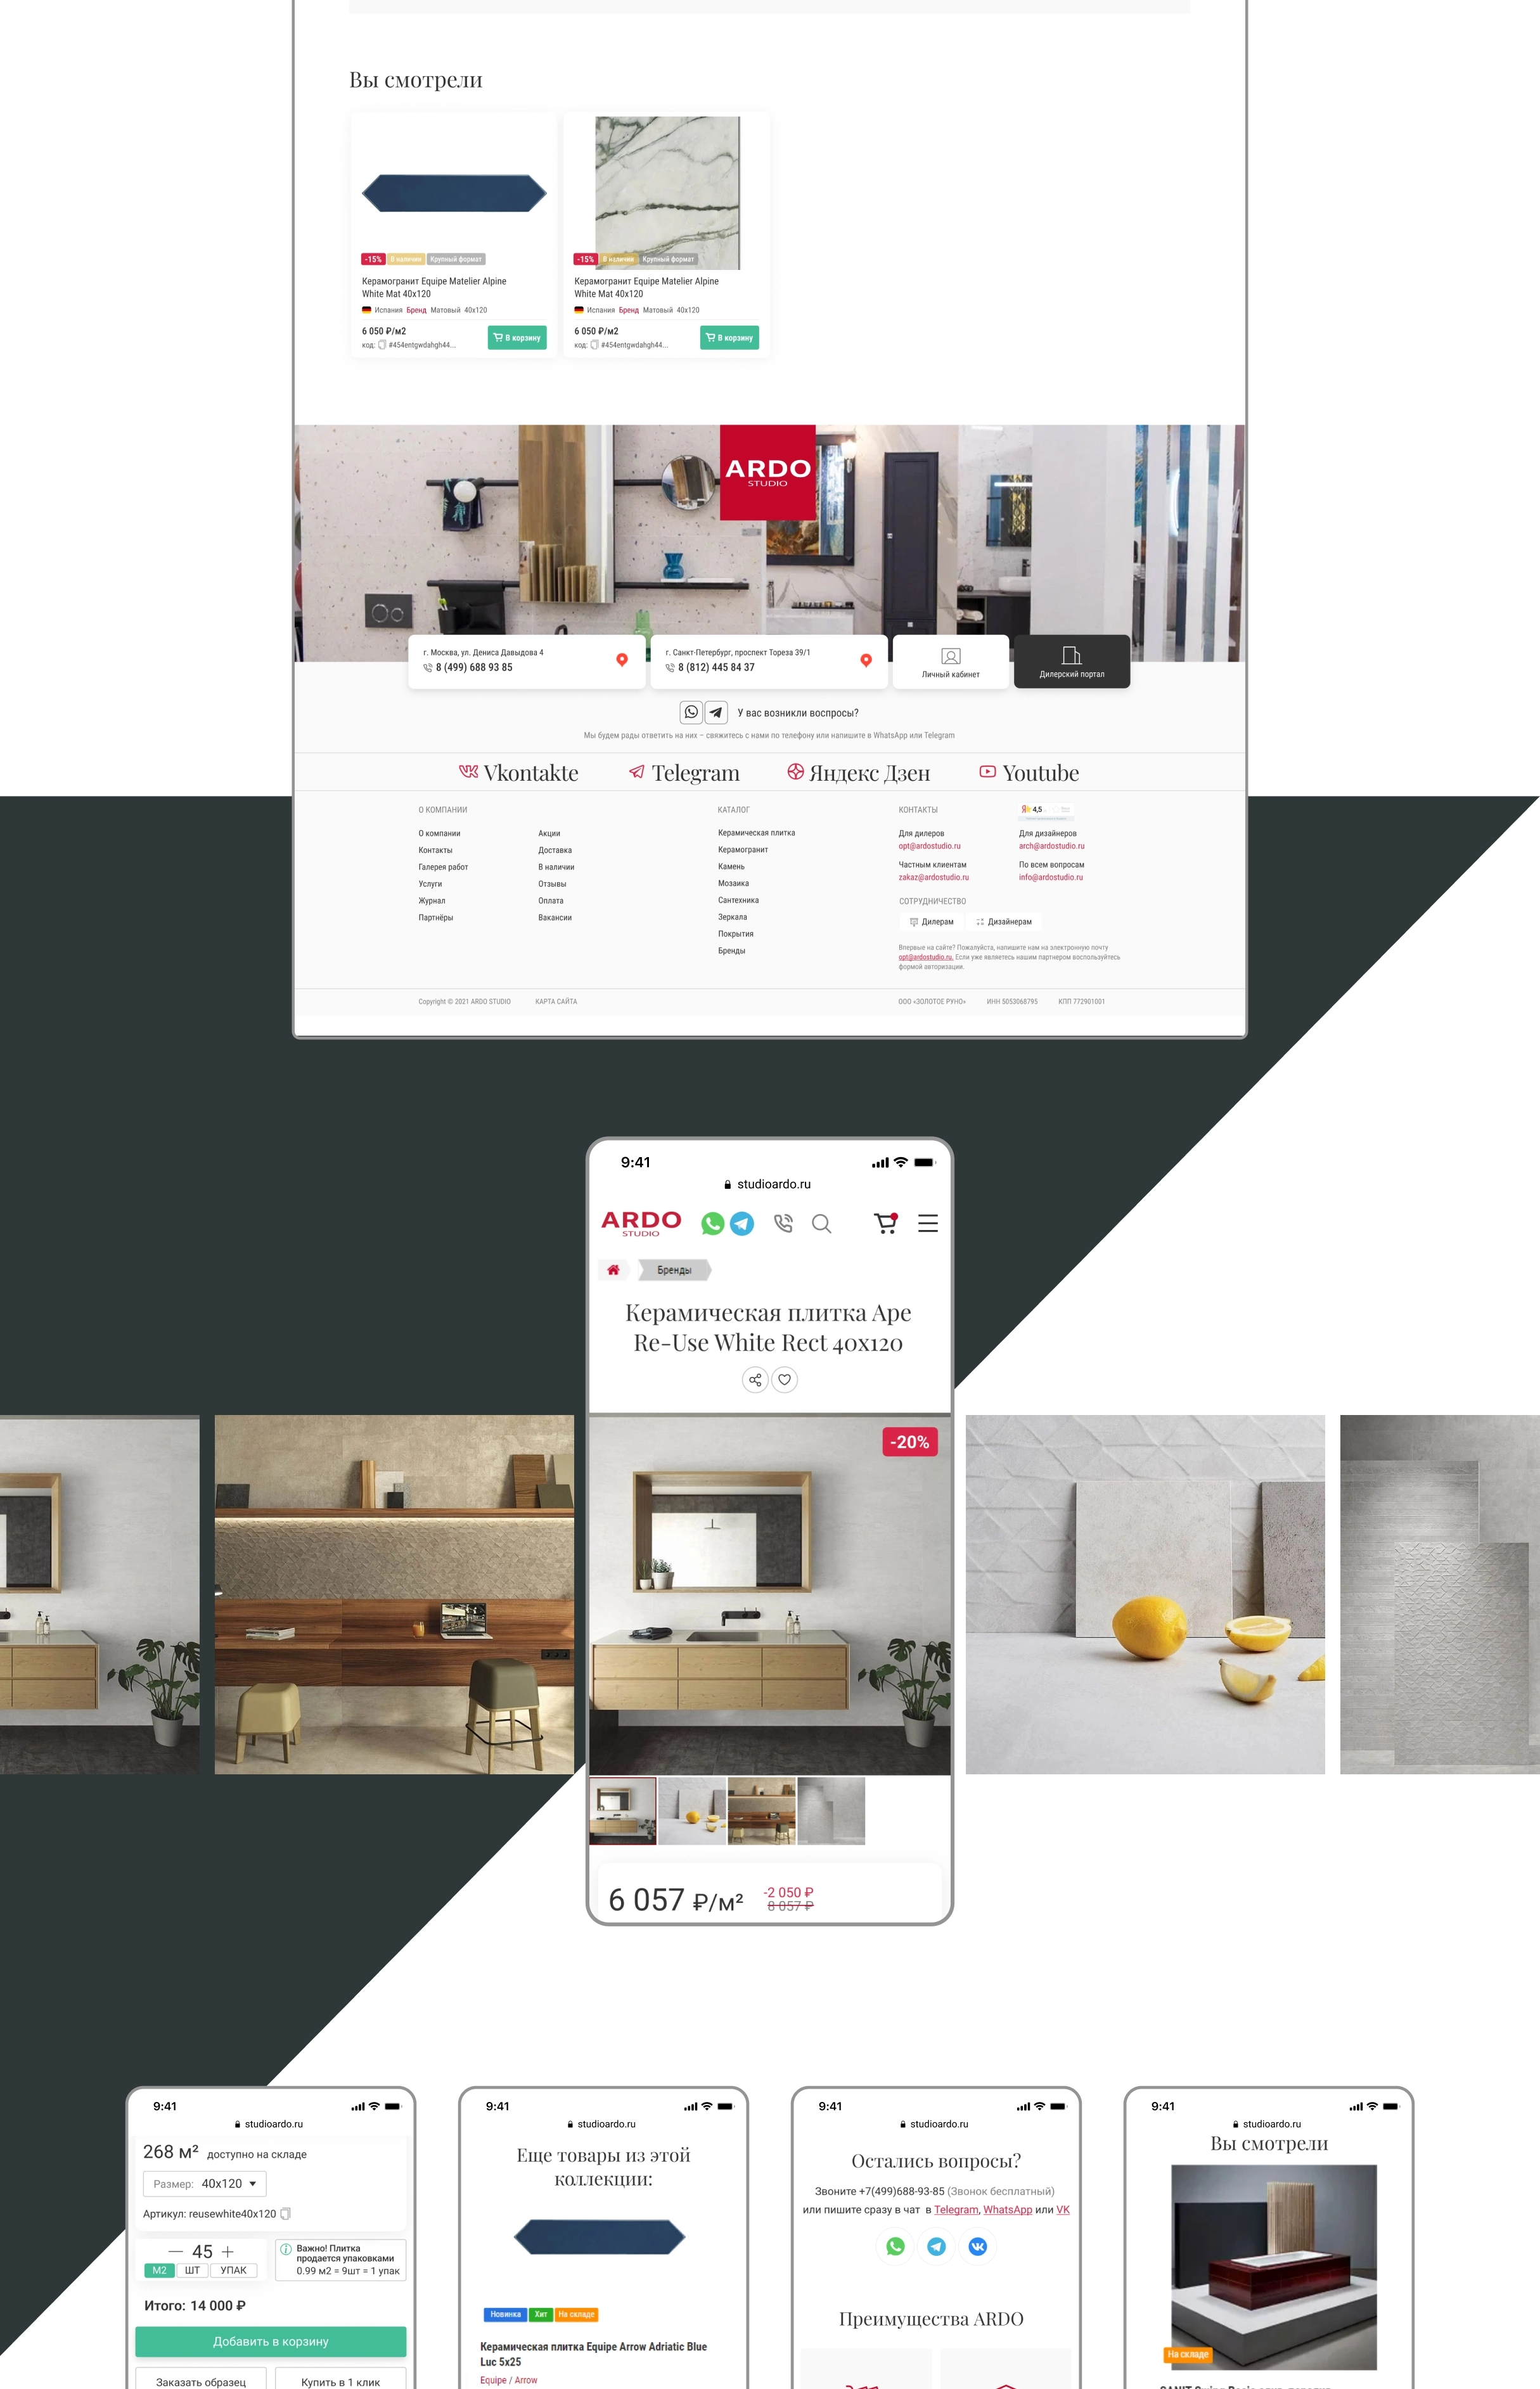 Вы смотрели
-15% В наличии Крупный формат
Керамогранит Equipe Matelier Alpine
White Mat 40x120
Испания Бренд Матовый 40x120
6 050 ₽/м2
код: #454entgwdahgh44...
В корзину
-15% В наличии Крупный формат
Керамогранит Equipe Matelier Alpine
White Mat 40x120
Испания Бренд Матовый 40x120
6 050 ₽/м2
код: #454entgwdahgh44...
В корзину
ARDO
STUDIO
г. Москва, ул. Дениса Давыдова 4
8 (499) 688 93 85
г. Санкт-Петербург, проспект Тореза 39/1
8 (812) 445 84 37
Личный кабинет
Дилерский портал
У вас возникли воспросы?
Мы будем рады ответить на них – свяжитесь с нами по телефону или напишите в WhatsApp или Telegram
Vkontakte Telegram Яндекс Дзен Youtube
О КОМПАНИИ
О компании
Контакты
Галерея работ
Услуги
Журнал
Партнёры
Акции
Доставка
В наличии
Отзывы
Оплата
Вакансии
КАТАЛОГ
Керамическая плитка
Керамогранит
Камень
Мозаика
Сантехника
Зеркала
Покрытия
Бренды
КОНТАКТЫ
4,5
Для дилеров
opt@ardostudio.ru
Для дизайнеров
arch@ardostudio.ru
Частным клиентам
zakaz@ardostudio.ru
По всем вопросам
info@ardostudio.ru
СОТРУДНИЧЕСТВО
Дилерам Дизайнерам
Впервые на сайте? Пожалуйста, напишите нам на электронную почту
opt@ardostudio.ru. Если уже являетесь нашим партнером воспользуйтесь
формой авторизации.
Copyright © 2021 ARDO STUDIO КАРТА САЙТА ООО «ЗОЛОТОЕ РУНО» ИНН 5053068795 КПП 772901001
9:41
studioardo.ru
ARDO
STUDIO
Бренды
Керамическая плитка Ape
Re-Use White Rect 40x120
-20%
6 057 ₽/м²
-2 050 ₽
8 057 ₽
9:41
studioardo.ru
268 м² доступно на складе
Размер: 40x120
Артикул: reusewhite40x120
— 45 +
М2 ШТ УПАК
Важно! Плитка
продается упаковками
0.99 м2 = 9шт = 1 упак
Итого: 14 000 ₽
Добавить в корзину
Заказать образец
Купить в 1 клик
9:41
studioardo.ru
Еще товары из этой
коллекции:
Новинка Хит На складе
Керамическая плитка Equipe Arrow Adriatic Blue
Luc 5x25
Equipe / Arrow
9:41
studioardo.ru
Остались вопросы?
Звоните +7(499)688-93-85 (Звонок бесплатный)
или пишите сразу в чат в Telegram, WhatsApp или VK
Преимущества ARDO
9:41
studioardo.ru
Вы смотрели
На складе